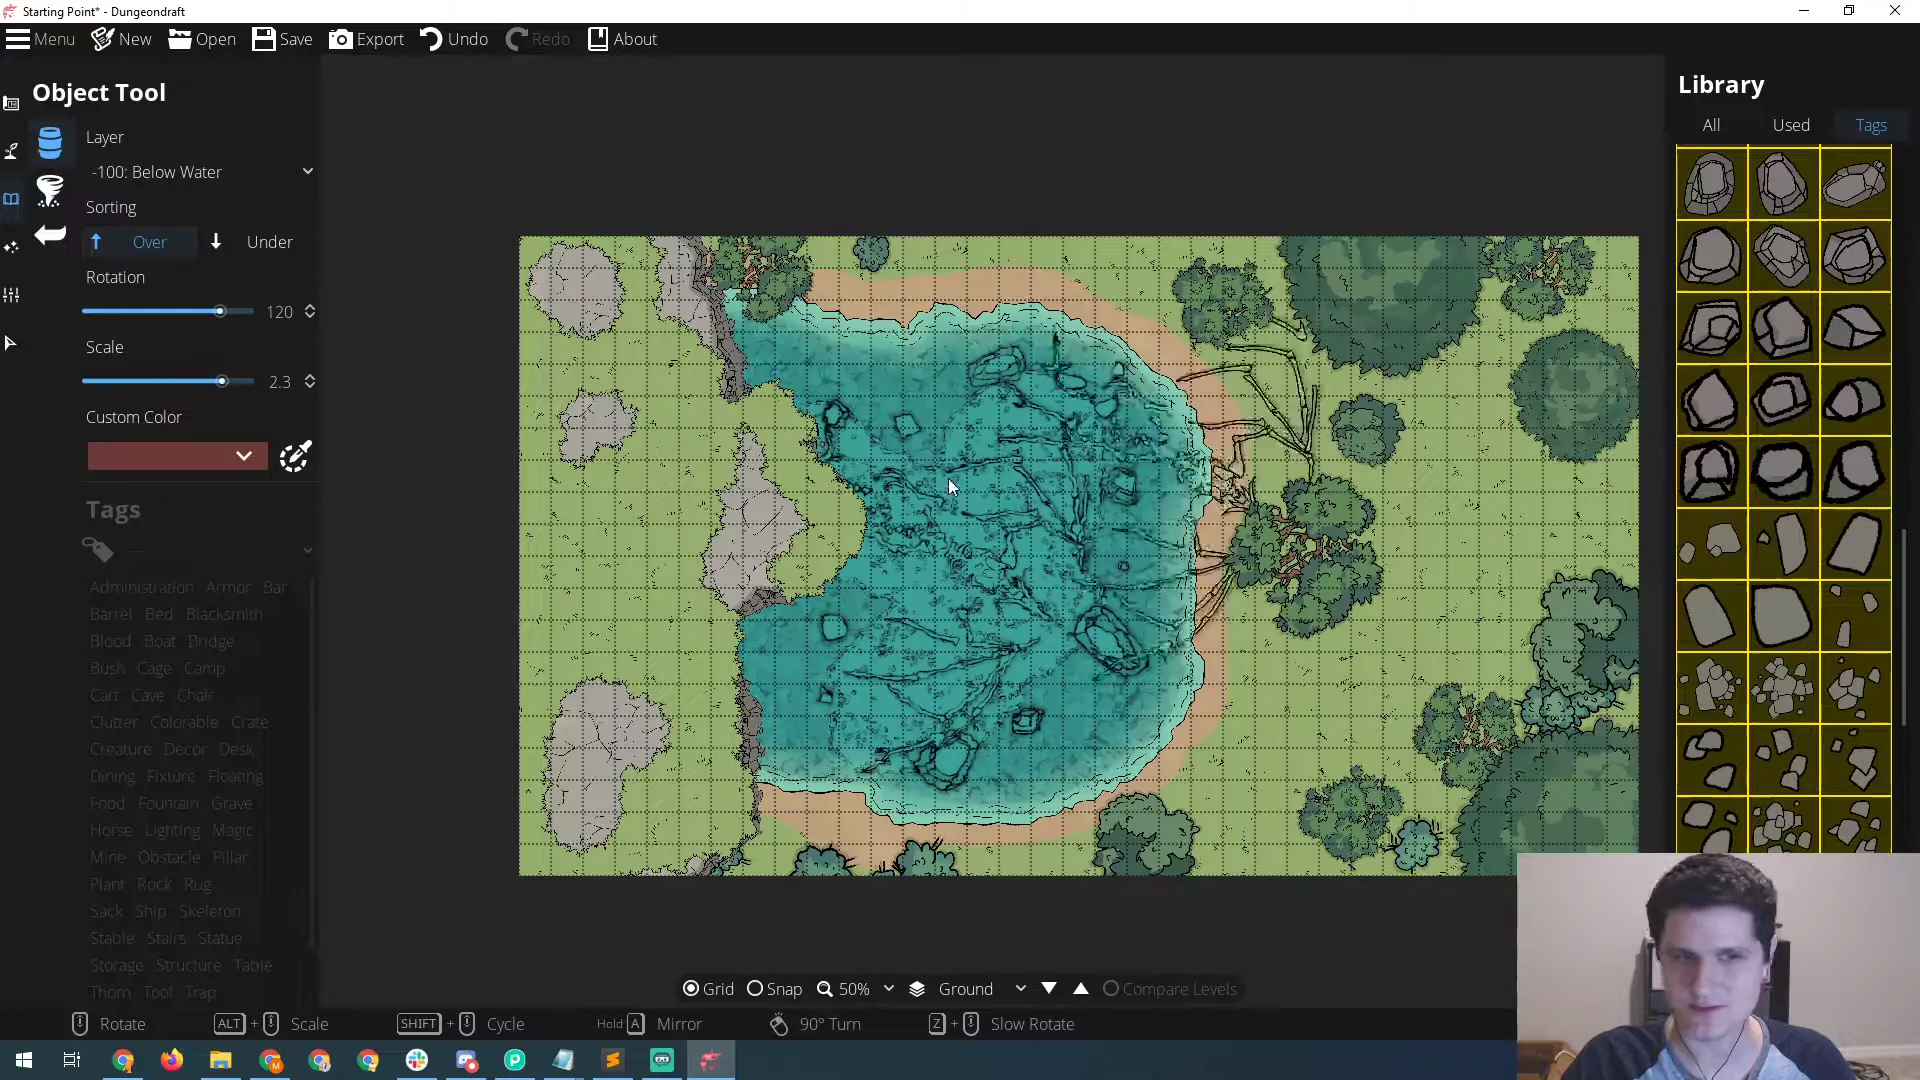 Starting Point* - Dungeondraft
Menu New Open Save Export Undo Redo About
Object Tool
Layer
-100: Below Water
Sorting
Over Under
Rotation
120
Scale
2.3
Custom Color
Tags
Administration Armor Bar
Barrel Bed Blacksmith
Blood Boat Bridge
Bush Cage Camp
Cart Cave Chair
Clutter Colorable Crate
Creature Decor Desk
Dining Fixture Floating
Food Fountain Grave
Horse Lighting Magic
Mine Obstacle Pillar
Plant Rock Rug
Sack Ship Skeleton
Stable Stairs Statue
Storage Structure Table
Thorn Tool Trap
Library
All Used Tags
Grid Snap 50% Ground Compare Levels
Rotate ALT + Scale SHIFT + Cycle Hold A Mirror 90° Turn Z + Slow Rotate